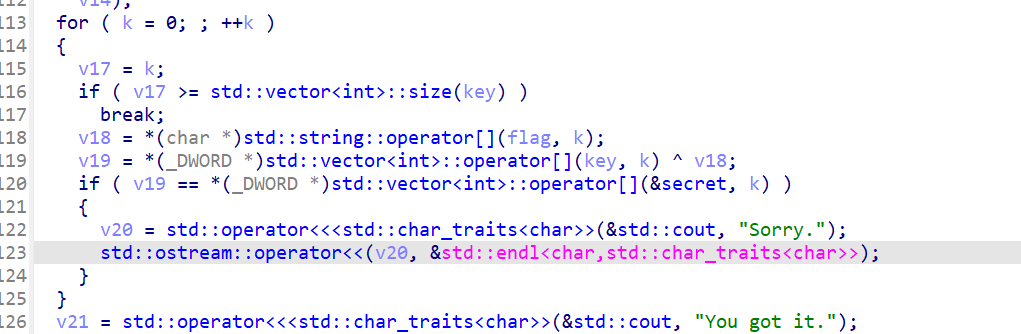 112 v14),
113 for ( k = 0; ; ++k )
114 {
115 v17 = k;
116 if ( v17 >= std::vector<int>::size(key) )
117 break;
118 v18 = *(char *)std::string::operator[](flag, k);
119 v19 = *(_DWORD *)std::vector<int>::operator[](key, k) ^ v18;
120 if ( v19 == *(_DWORD *)std::vector<int>::operator[](&secret, k) )
121 {
122 v20 = std::operator<<<std::char_traits<char>>(&std::cout, "Sorry.");
123 std::ostream::operator<<(v20, &std::endl<char,std::char_traits<char>>);
124 }
125 }
126 v21 = std::operator<<<std::char_traits<char>>(&std::cout, "You got it.");